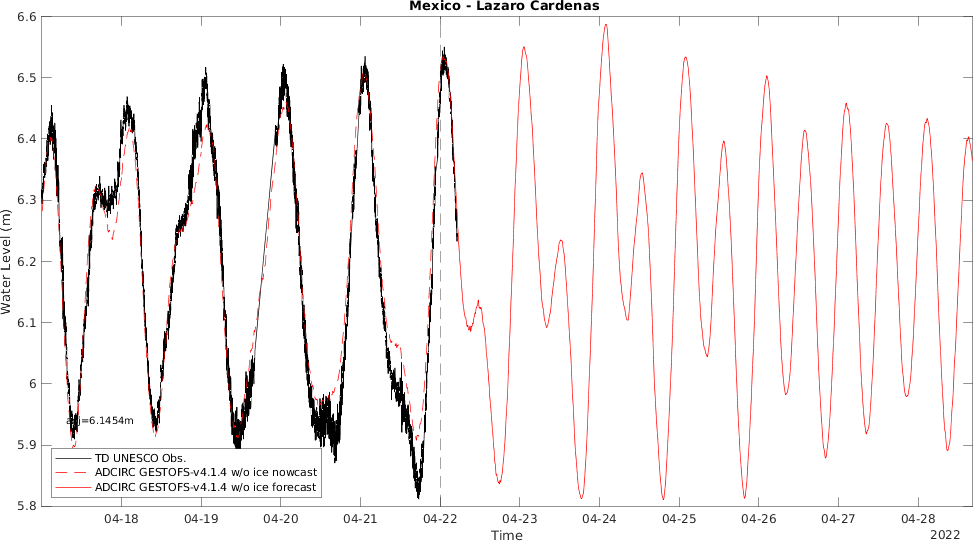 Mexico - Lazaro Cardenas
6.6
6.5
6.4
6.3
6.2
6.1
6
5.9
5.8
Water Level (m)
adj=6.1454m
TD UNESCO Obs.
ADCIRC GESTOFS-v4.1.4 w/o ice nowcast
ADCIRC GESTOFS-v4.1.4 w/o ice forecast
04-18 04-19 04-20 04-21 04-22 04-23 04-24 04-25 04-26 04-27 04-28
Time
2022